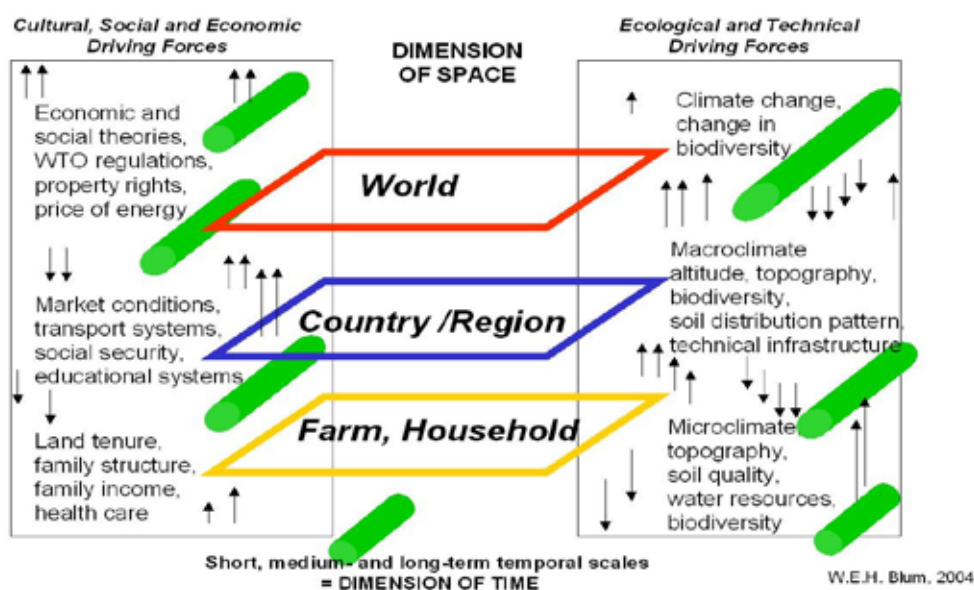 Cultural, Social and Economic
Driving Forces
Economic and
social theories,
WTO regulations,
property rights,
price of energy
Market conditions,
transport systems,
social security,
educational systems
Land tenure,
family structure,
family income,
health care
DIMENSION
OF SPACE
World
Country /Region
Farm, Household
Ecological and Technical
Driving Forces
Climate change,
change in
biodiversity
Macroclimate
altitude, topography,
biodiversity,
soil distribution pattern,
technical infrastructure
Microclimate
topography,
soil quality,
water resources,
biodiversity
Short, medium- and long-term temporal scales
= DIMENSION OF TIME
W.E.H. Blum, 2004